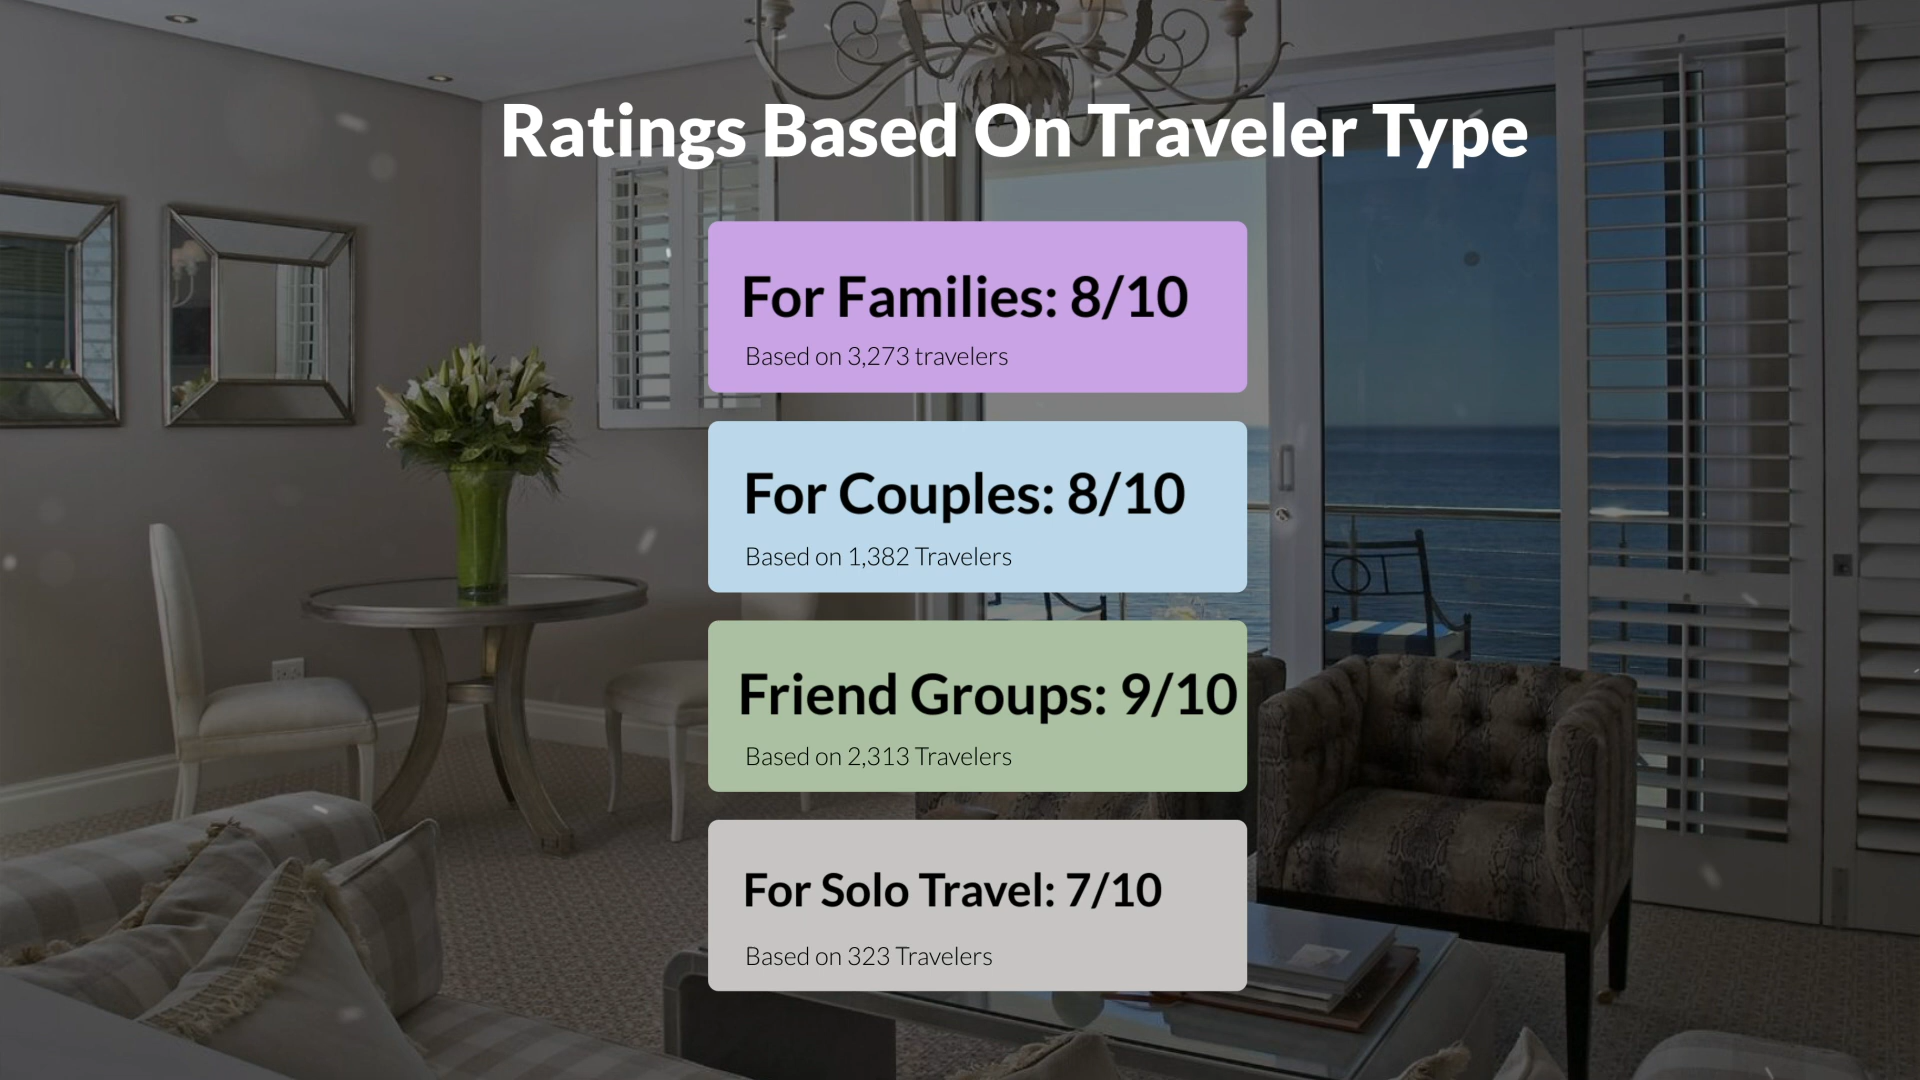 Ratings Based On Traveler Type
For Families: 8/10
Based on 3,273 travelers
For Couples: 8/10
Based on 1,382 Travelers
Friend Groups: 9/10
Based on 2,313 Travelers
For Solo Travel: 7/10
Based on 323 Travelers